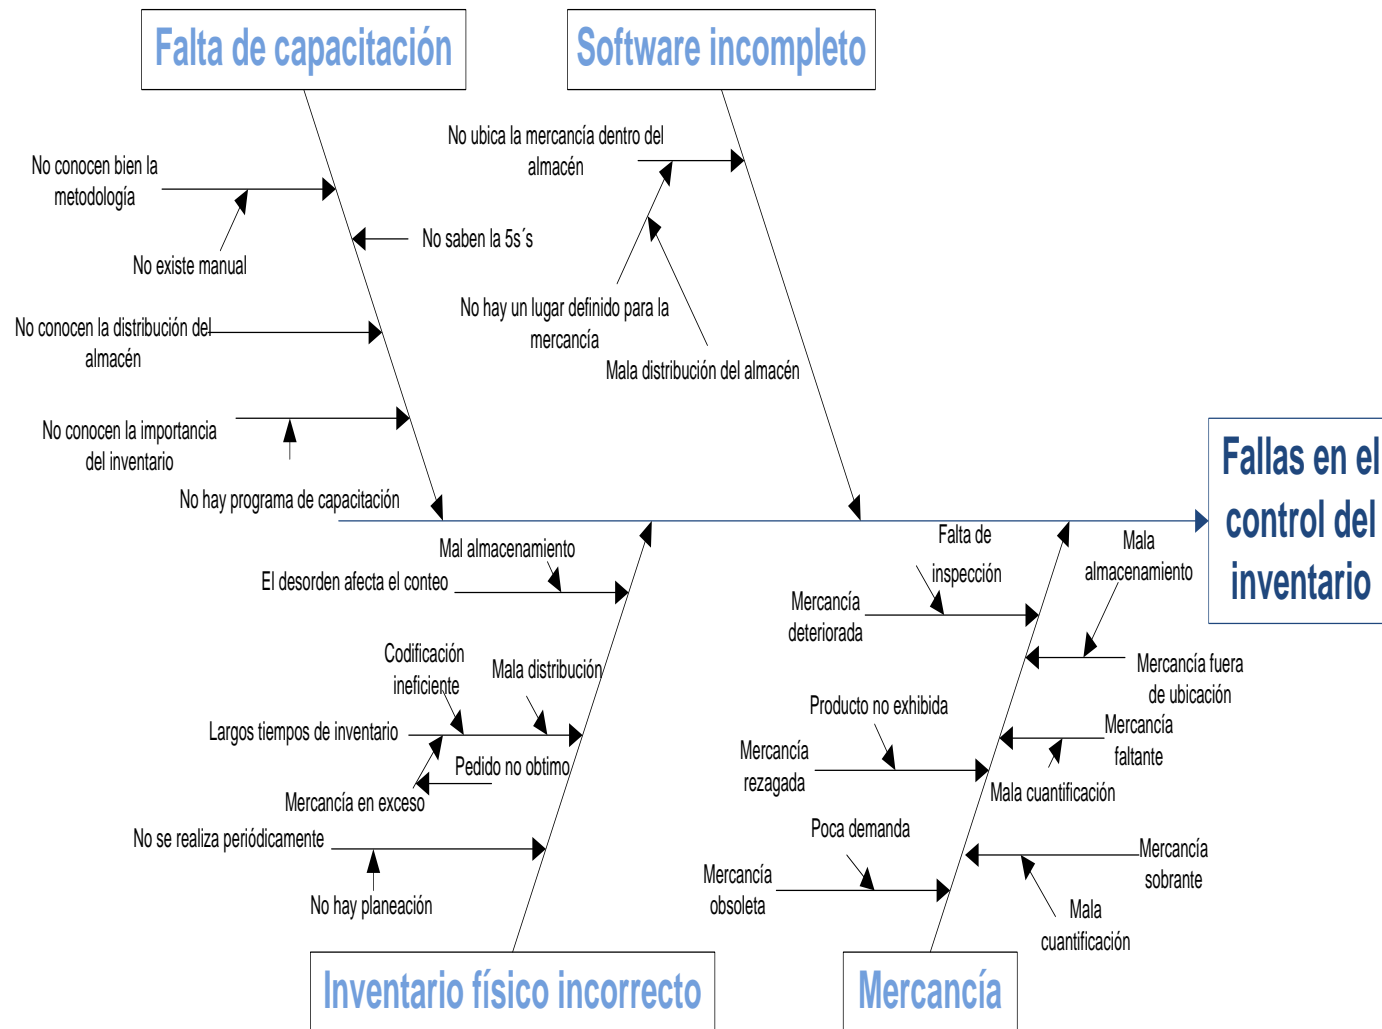 Falta de capacitación
Software incompleto
No ubica la mercancía dentro del
almacén
No conocen bien la
metodología
No saben la 5s´s
No existe manual
No hay un lugar definido para la
mercancía
No conocen la distribución del
almacén
Mala distribución del almacén
No conocen la importancia
del inventario
No hay programa de capacitación
Fallas en el
control del
inventario
Mal almacenamiento
El desorden afecta el conteo
Codificación
ineficiente
Mala distribución
Largos tiempos de inventario
Pedido no obtimo
Mercancía en exceso
No se realiza periódicamente
No hay planeación
Falta de
inspección
Mala
almacenamiento
Mercancía
deteriorada
Mercancía fuera
de ubicación
Producto no exhibida
Mercancía
rezagada
Mercancía
faltante
Mala cuantificación
Poca demanda
Mercancía
obsoleta
Mercancía
sobrante
Mala
cuantificación
Inventario físico incorrecto
Mercancía